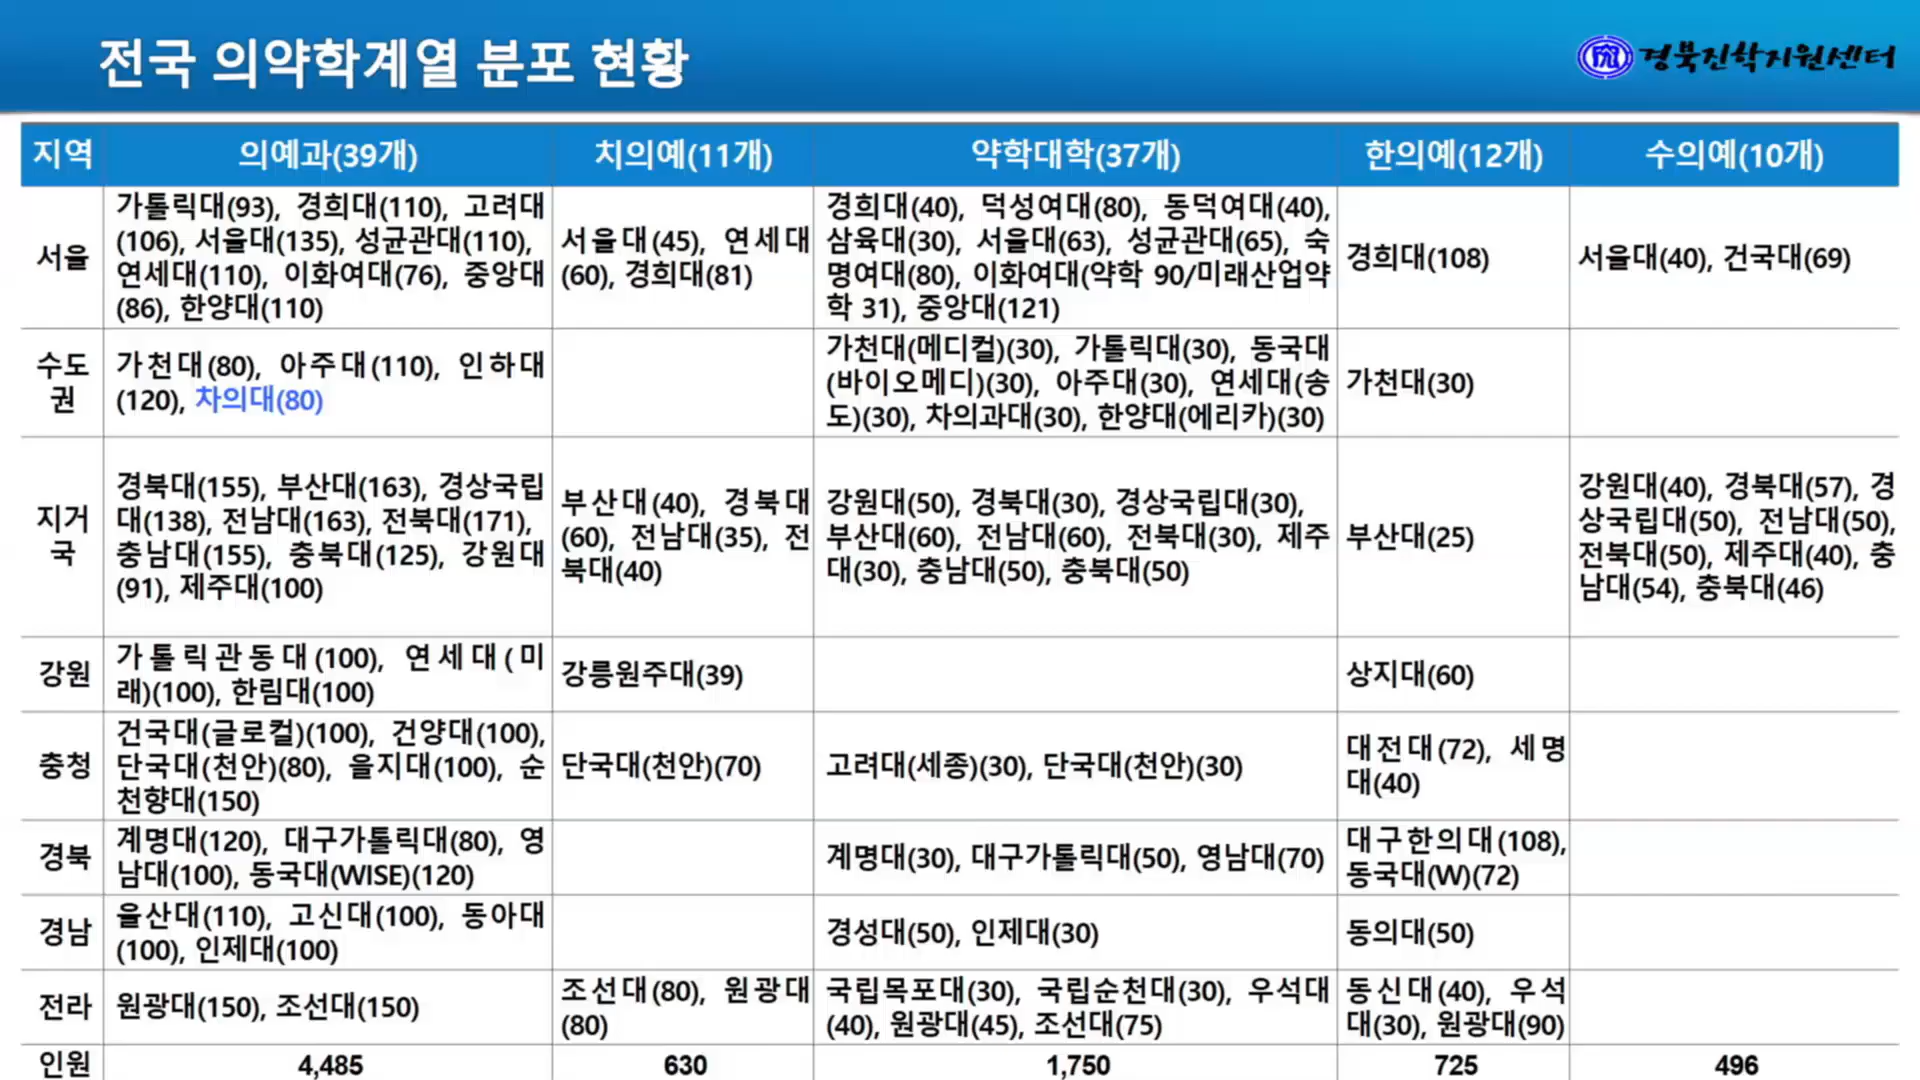 전국 의약학계열 분포 현황
경북진학지원센터
지역
의예과(39개)
치의예(11개)
약학대학(37개)
한의예(12개)
수의예(10개)
서울
가톨릭대(93), 경희대(110), 고려대
(106), 서울대(135), 성균관대(110),
연세대(110), 이화여대(76), 중앙대
(86), 한양대(110)
서울대(45), 연세대
(60), 경희대(81)
경희대(40), 덕성여대(80), 동덕여대(40),
삼육대(30), 서울대(63), 성균관대(65), 숙
명여대(80), 이화여대(약학 90/미래산업약
학 31), 중앙대(121)
경희대(108)
서울대(40), 건국대(69)
수도
권
가천대(80), 아주대(110), 인하대
(120), 차의대(80)
가천대(메디컬)(30), 가톨릭대(30), 동국대
(바이오메디)(30), 아주대(30), 연세대(송
도)(30), 차의과대(30), 한양대(에리카)(30)
가천대(30)
지거
국
경북대(155), 부산대(163), 경상국립
대(138), 전남대(163), 전북대(171),
충남대(155), 충북대(125), 강원대
(91), 제주대(100)
부산대(40), 경북대
(60), 전남대(35), 전
북대(40)
강원대(50), 경북대(30), 경상국립대(30),
부산대(60), 전남대(60), 전북대(30), 제주
대(30), 충남대(50), 충북대(50)
부산대(25)
강원대(40), 경북대(57), 경
상국립대(50), 전남대(50),
전북대(50), 제주대(40), 충
남대(54), 충북대(46)
강원
가톨릭관동대(100), 연세대(미
래)(100), 한림대(100)
강릉원주대(39)
상지대(60)
충청
건국대(글로컬)(100), 건양대(100),
단국대(천안)(80), 을지대(100), 순
천향대(150)
단국대(천안)(70)
고려대(세종)(30), 단국대(천안)(30)
대전대(72), 세명
대(40)
경북
계명대(120), 대구가톨릭대(80), 영
남대(100), 동국대(WISE)(120)
계명대(30), 대구가톨릭대(50), 영남대(70)
대구한의대(108),
동국대(W)(72)
경남
울산대(110), 고신대(100), 동아대
(100), 인제대(100)
경성대(50), 인제대(30)
동의대(50)
전라
원광대(150), 조선대(150)
조선대(80), 원광대
(80)
국립목포대(30), 국립순천대(30), 우석대
(40), 원광대(45), 조선대(75)
동신대(40), 우석
대(30), 원광대(90)
인원
4,485
630
1,750
725
496